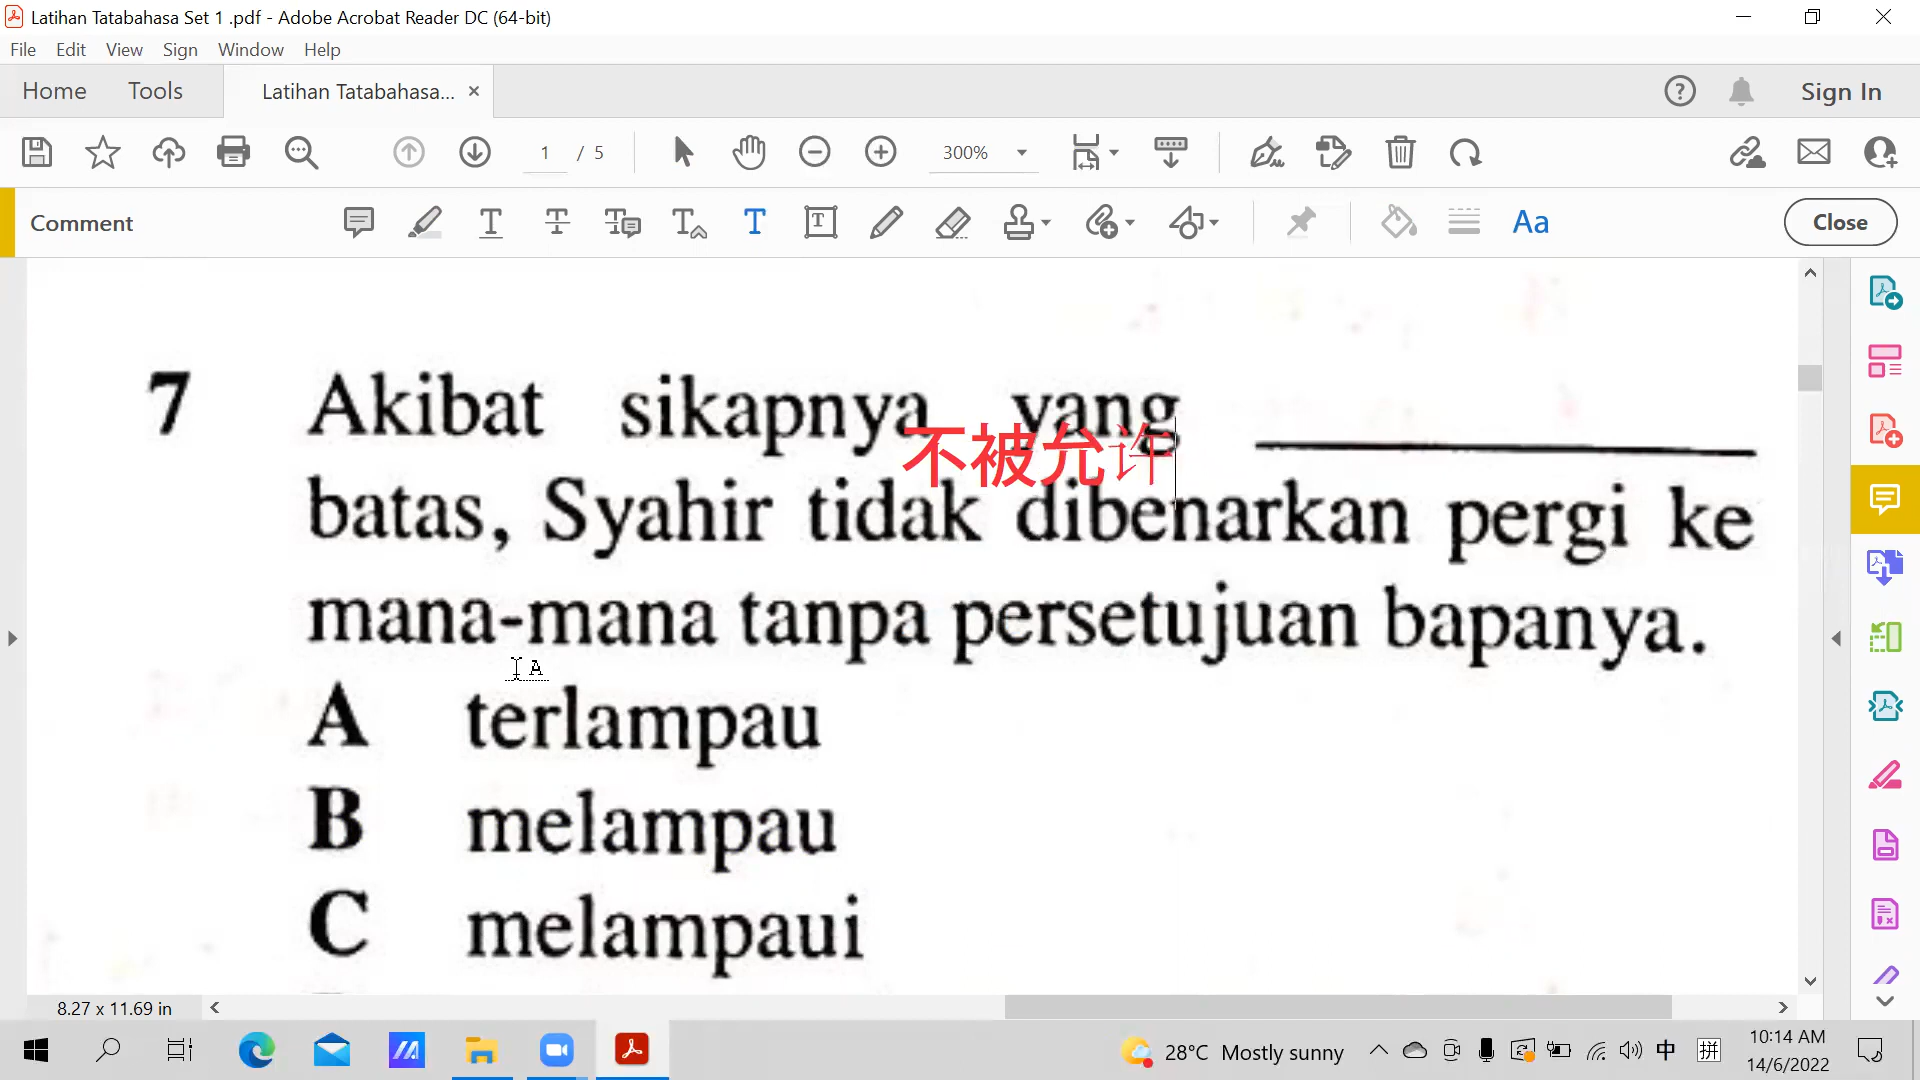 Latihan Tatabahasa Set 1 .pdf - Adobe Acrobat Reader DC (64-bit)
File Edit View Sign Window Help
Home Tools Latihan Tatabahasa... × Sign In
1 / 5 300%
Comment Aa Close
7 Akibat sikapnya yang
不被允许
batas, Syahir tidak dibenarkan pergi ke
mana-mana tanpa persetujuan bapanya.
A terlampau
B melampau
C melampaui
8.27 x 11.69 in
28°C Mostly sunny 中 拼 10:14 AM
14/6/2022